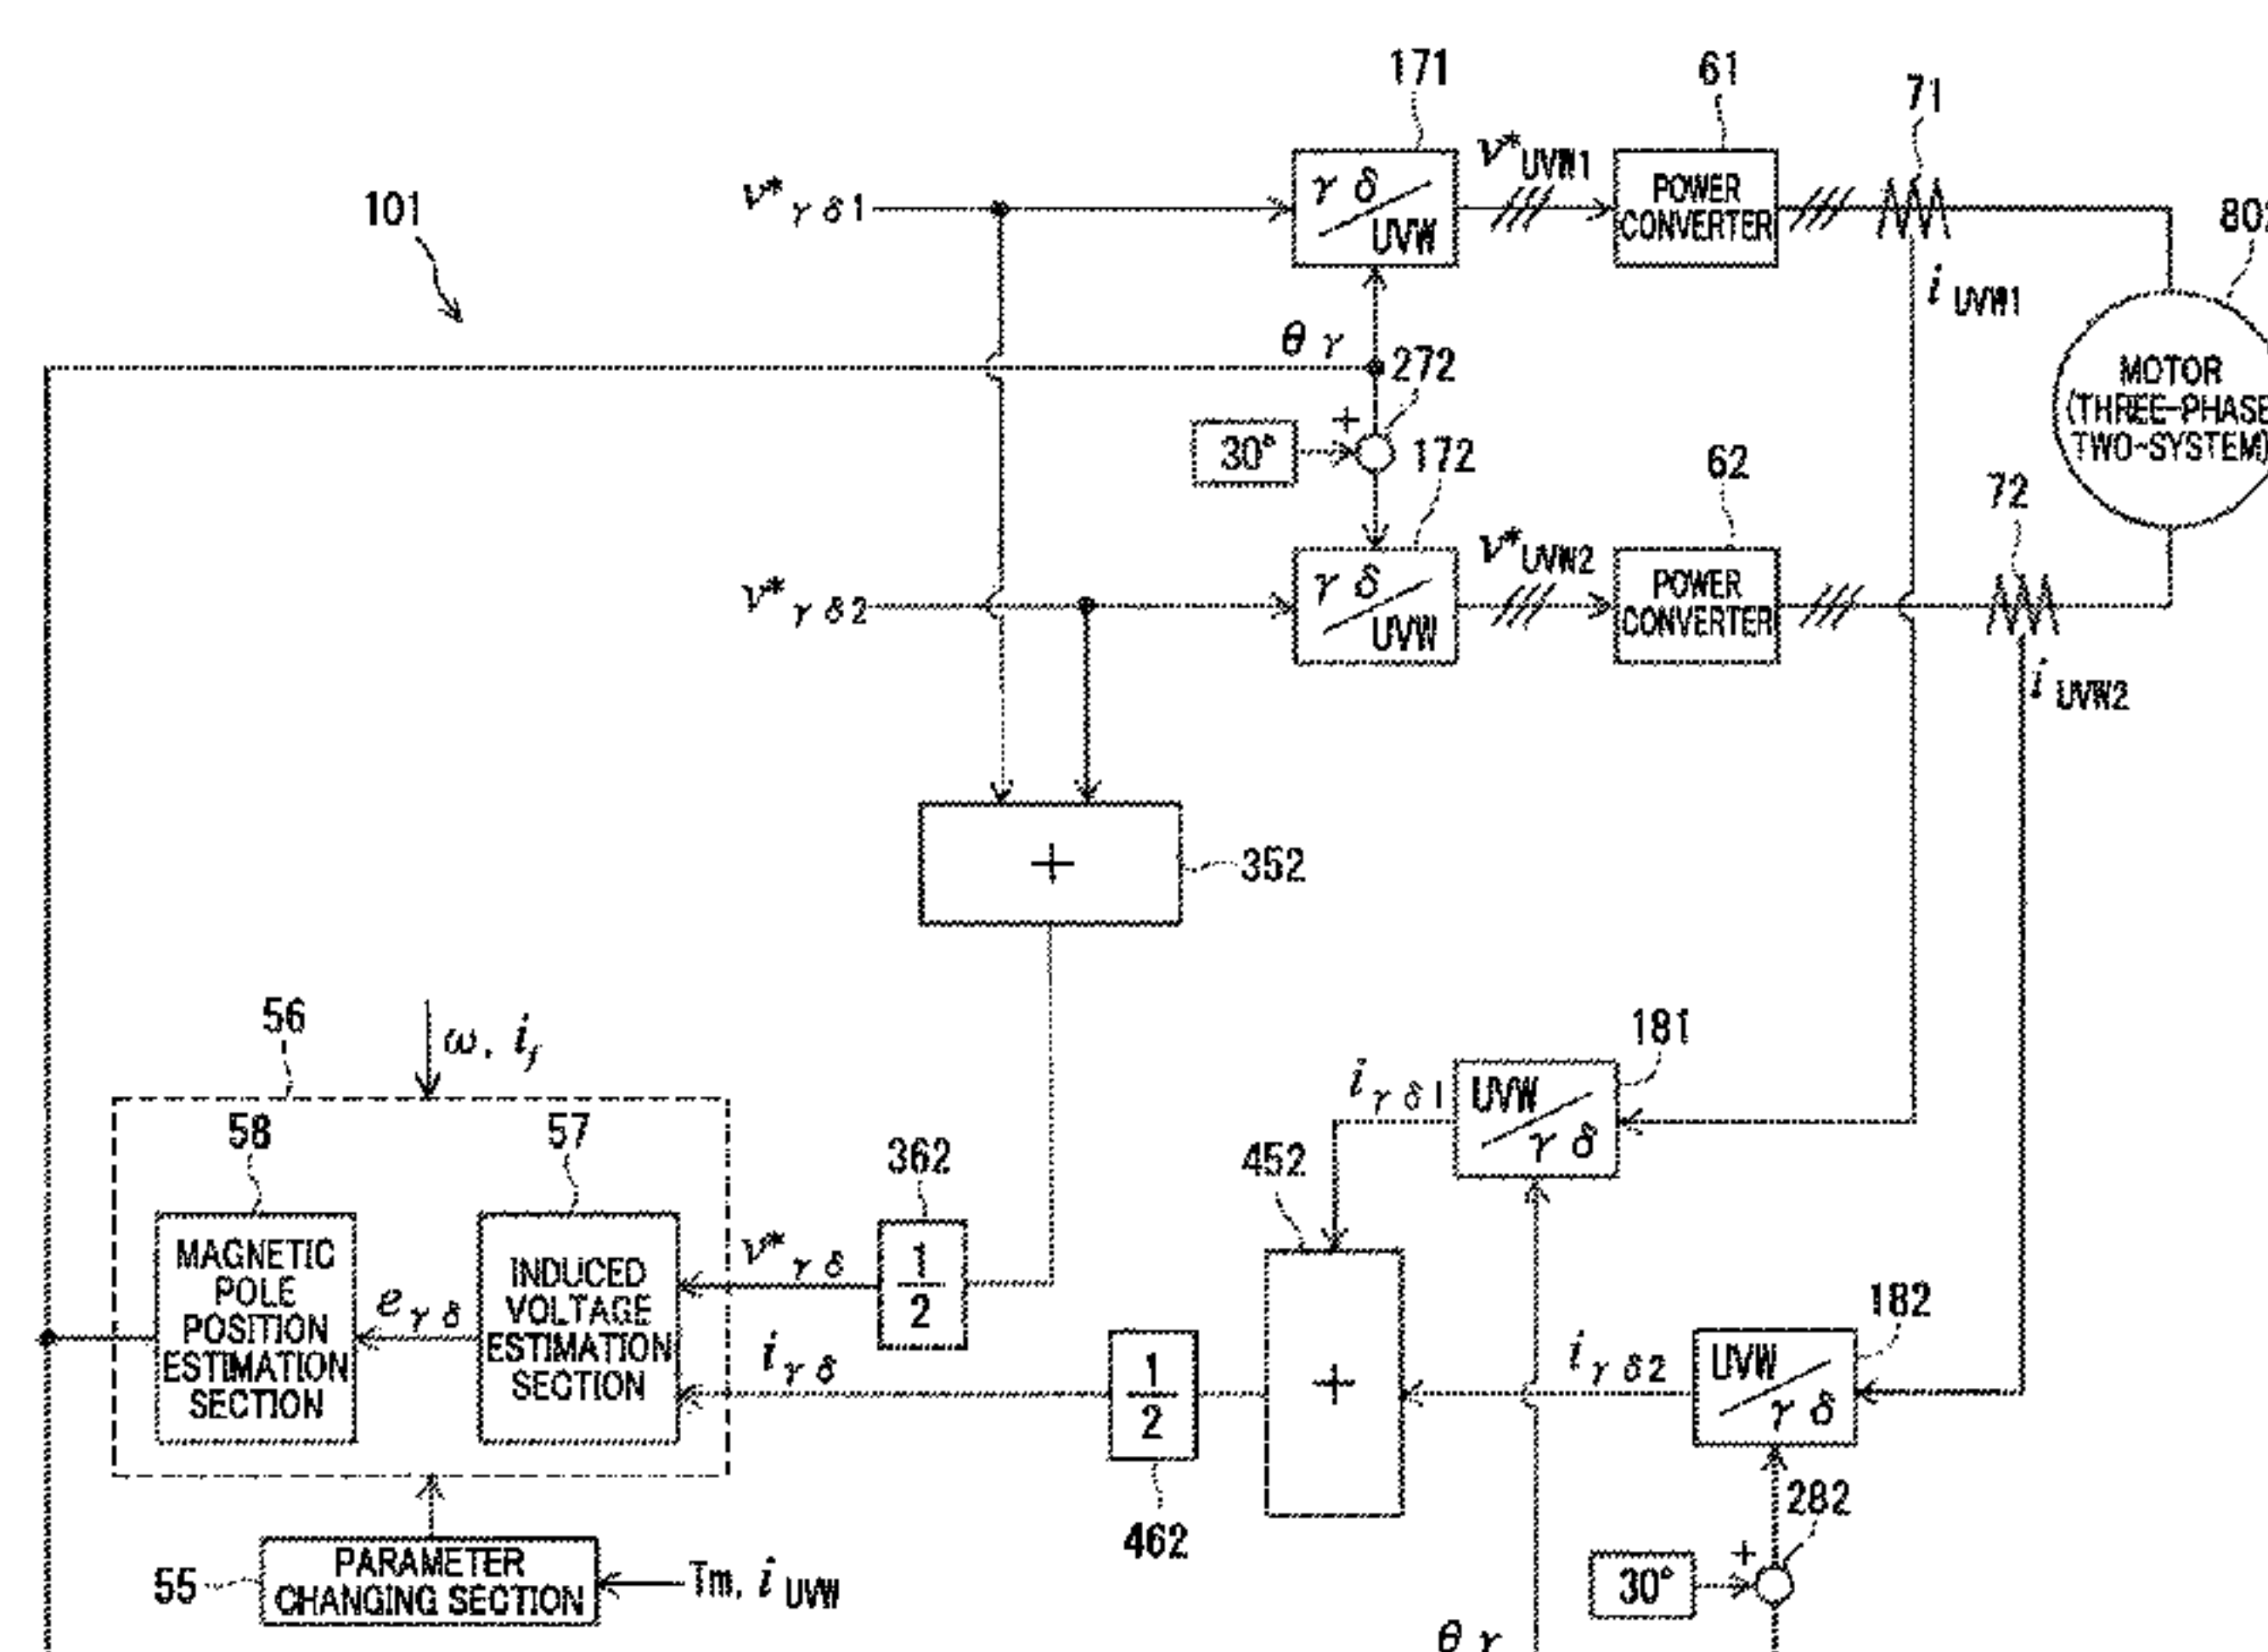 171
61
71
101
v*γδ1
γδ/UVW
v*UVW1
POWER
CONVERTER
802
iUVW1
θγ
272
MOTOR
(THREE-PHASE
TWO-SYSTEM)
+
30°
172
62
72
v*γδ2
γδ/UVW
v*UVW2
POWER
CONVERTER
iUVW2
+
352
56
ω, if
181
iγδ1
UVW/γδ
58
57
362
452
v*γδ
1/2
MAGNETIC
POLE
POSITION
ESTIMATION
SECTION
eγδ
INDUCED
VOLTAGE
ESTIMATION
SECTION
iγδ
1/2
+
iγδ2
182
UVW/γδ
462
282
55
PARAMETER
CHANGING SECTION
Tm, iUVW
30°
+
θγ